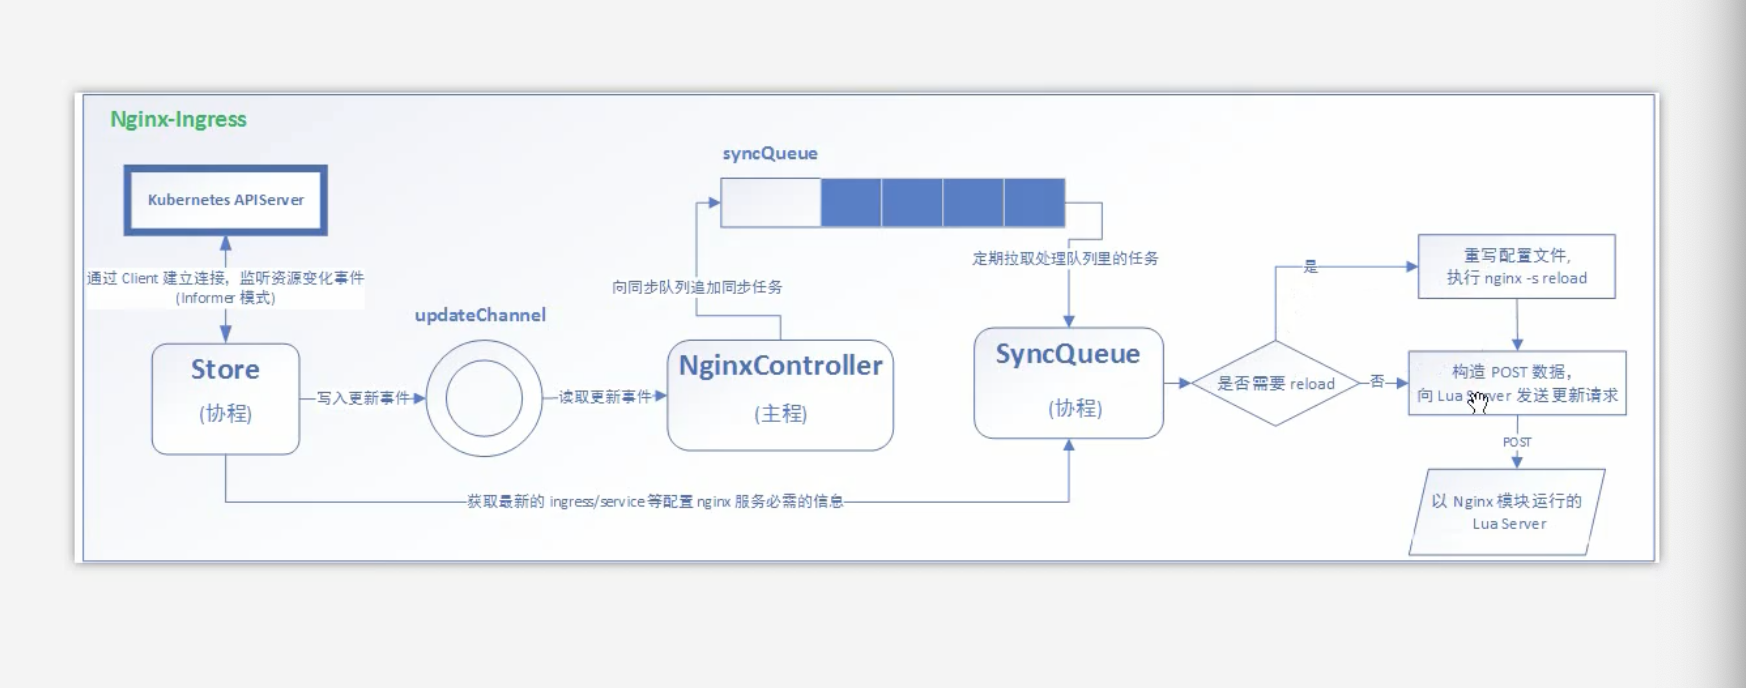 Nginx-Ingress
Kubernetes APIServer
通过 Client 建立连接，监听资源变化事件
(Informer 模式)
Store
(协程)
写入更新事件
updateChannel
读取更新事件
NginxController
(主程)
向同步队列追加同步任务
syncQueue
定期拉取处理队列里的任务
SyncQueue
(协程)
获取最新的 ingress/service 等配置 nginx 服务必需的信息
是否需要 reload
是
重写配置文件,
执行 nginx -s reload
否
构造 POST 数据,
向 Lua Server 发送更新请求
POST
以 Nginx 模块运行的
Lua Server